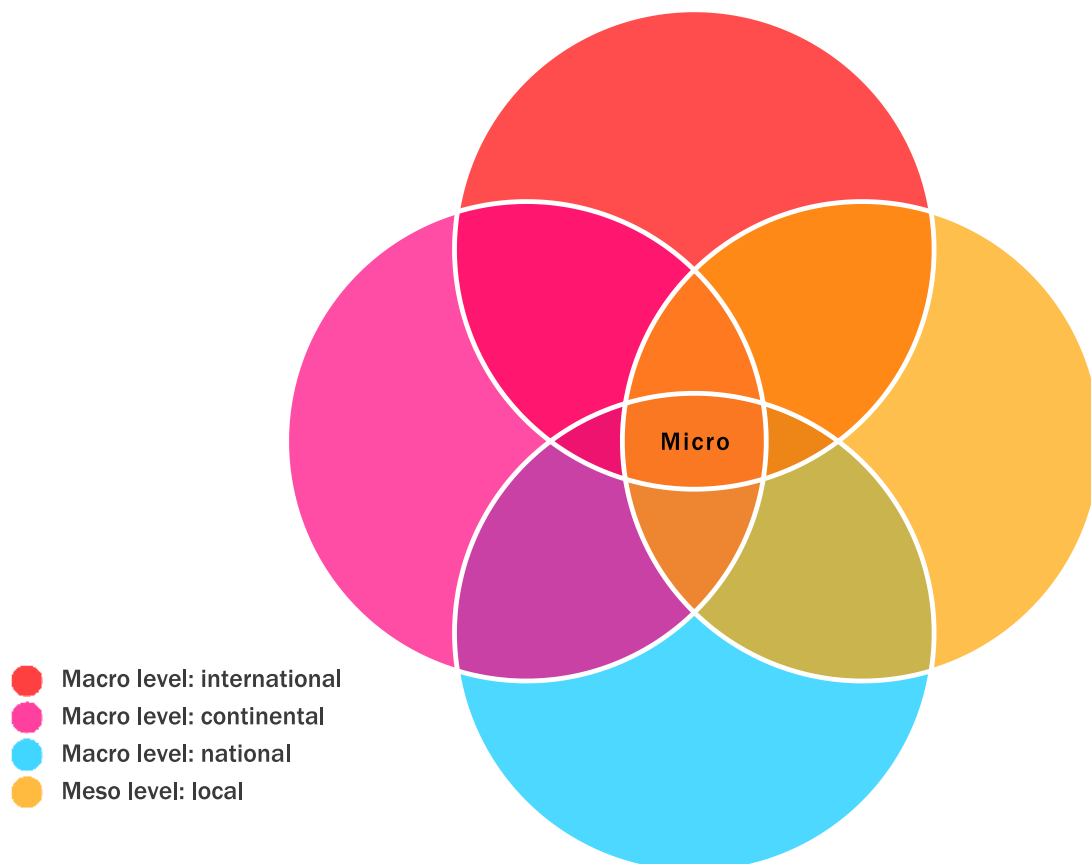 Micro
Macro level: international
Macro level: continental
Macro level: national
Meso level: local